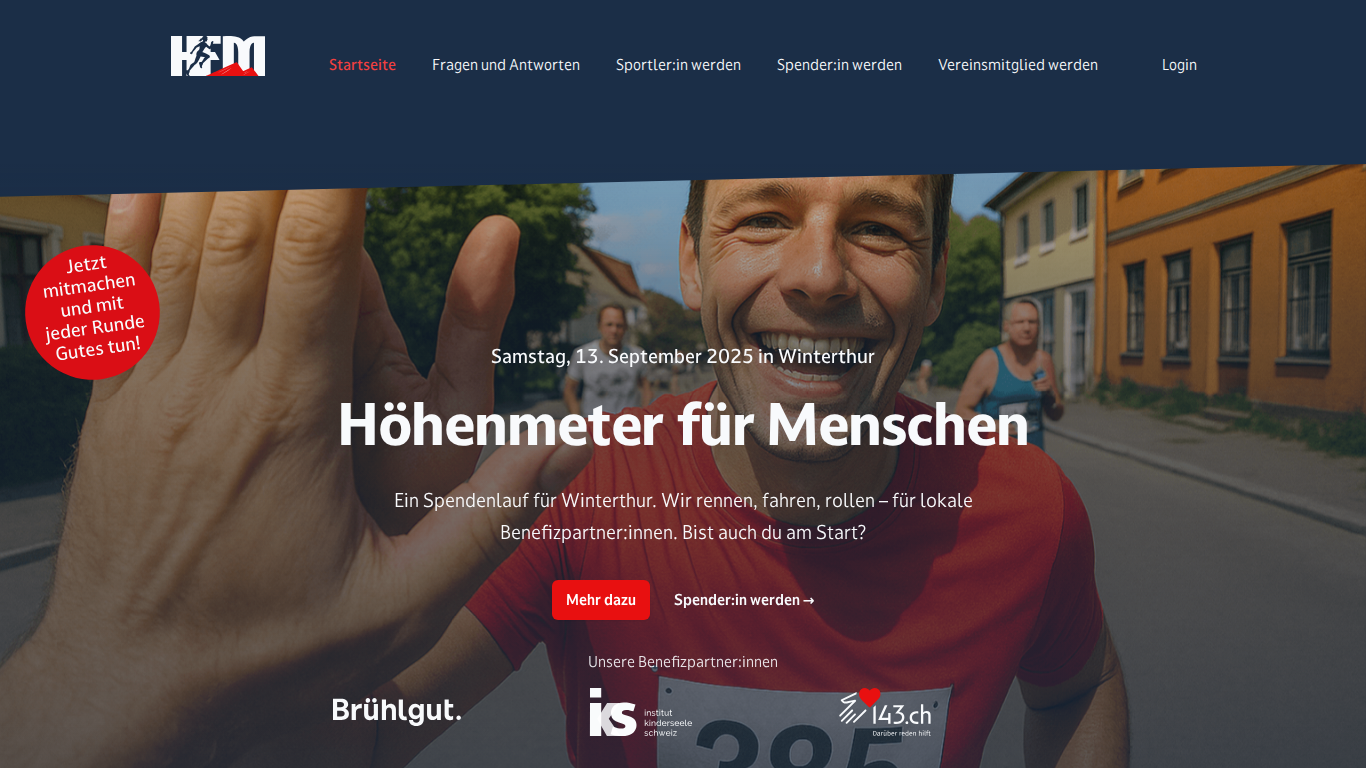 HFM
Startseite
Fragen und Antworten
Sportler:in werden
Spender:in werden
Vereinsmitglied werden
Login
Jetzt
mitmachen
und mit
jeder Runde
Gutes tun!
Samstag, 13. September 2025 in Winterthur
Höhenmeter für Menschen
Ein Spendenlauf für Winterthur. Wir rennen, fahren, rollen – für lokale
Benefizpartner:innen. Bist auch du am Start?
Mehr dazu
Spender:in werden →
Unsere Benefizpartner:innen
Brühlgut.
iks
institut
kinderseele
schweiz
143.ch
Darüber reden hilft
385